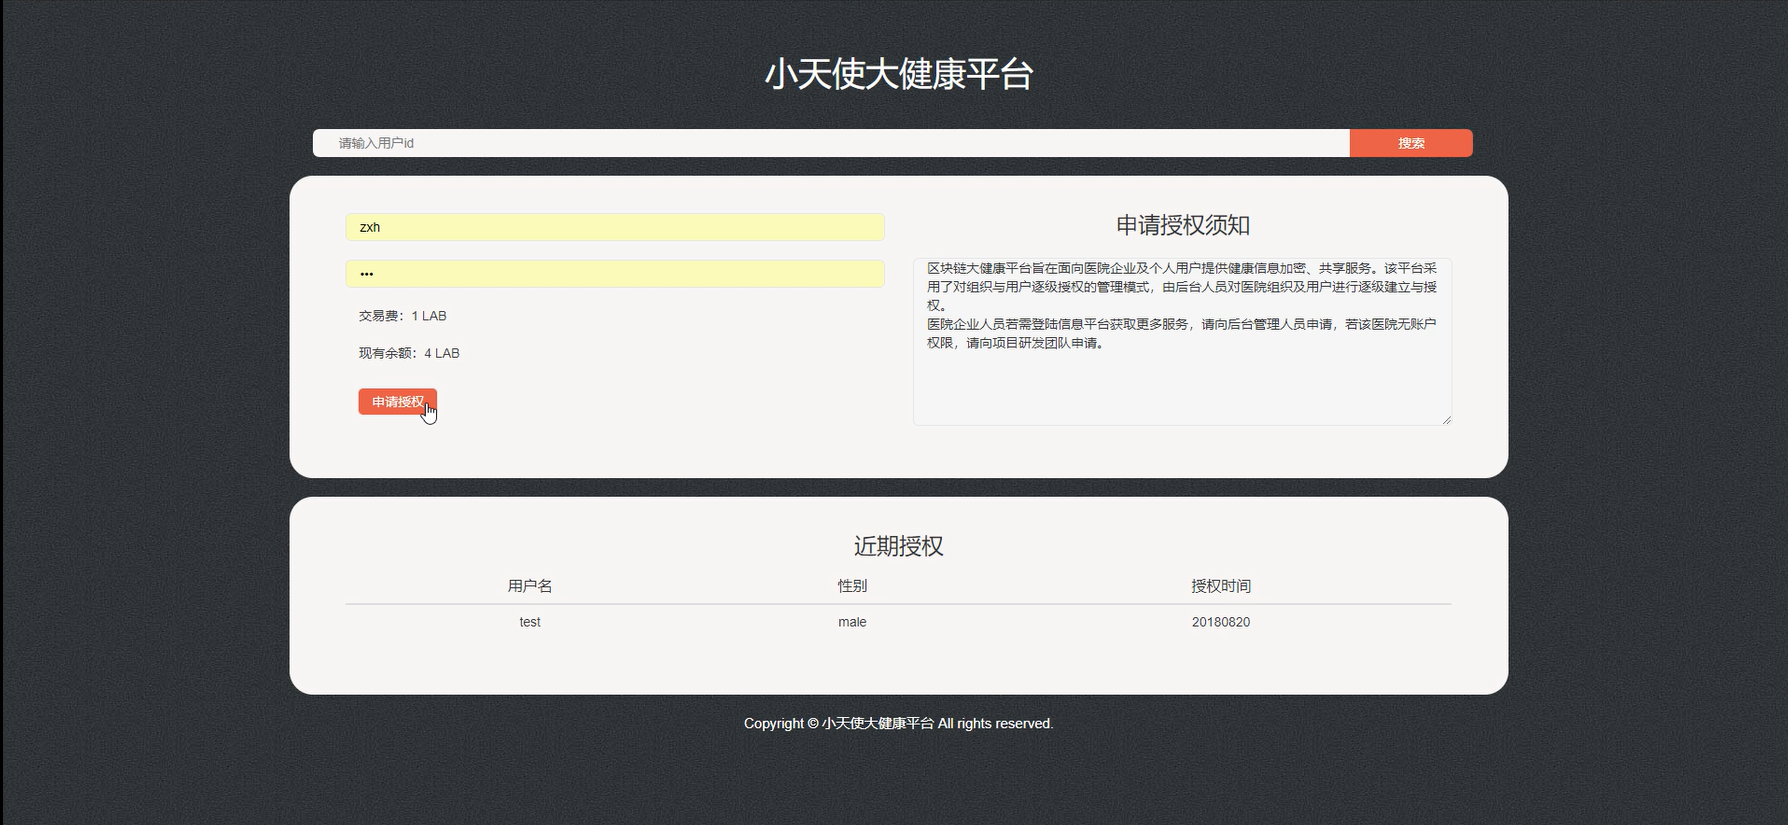 小天使大健康平台
请输入用户id
搜索
zxh
•••
交易费：1 LAB
现有余额：4 LAB
申请授权
申请授权须知
区块链大健康平台旨在面向医院企业及个人用户提供健康信息加密、共享服务。该平台采
用了对组织与用户逐级授权的管理模式，由后台人员对医院组织及用户进行逐级建立与授
权。
医院企业人员若需登陆信息平台获取更多服务，请向后台管理人员申请，若该医院无账户
权限，请向项目研发团队申请。
近期授权
用户名 性别 授权时间
test male 20180820
Copyright © 小天使大健康平台 All rights reserved.